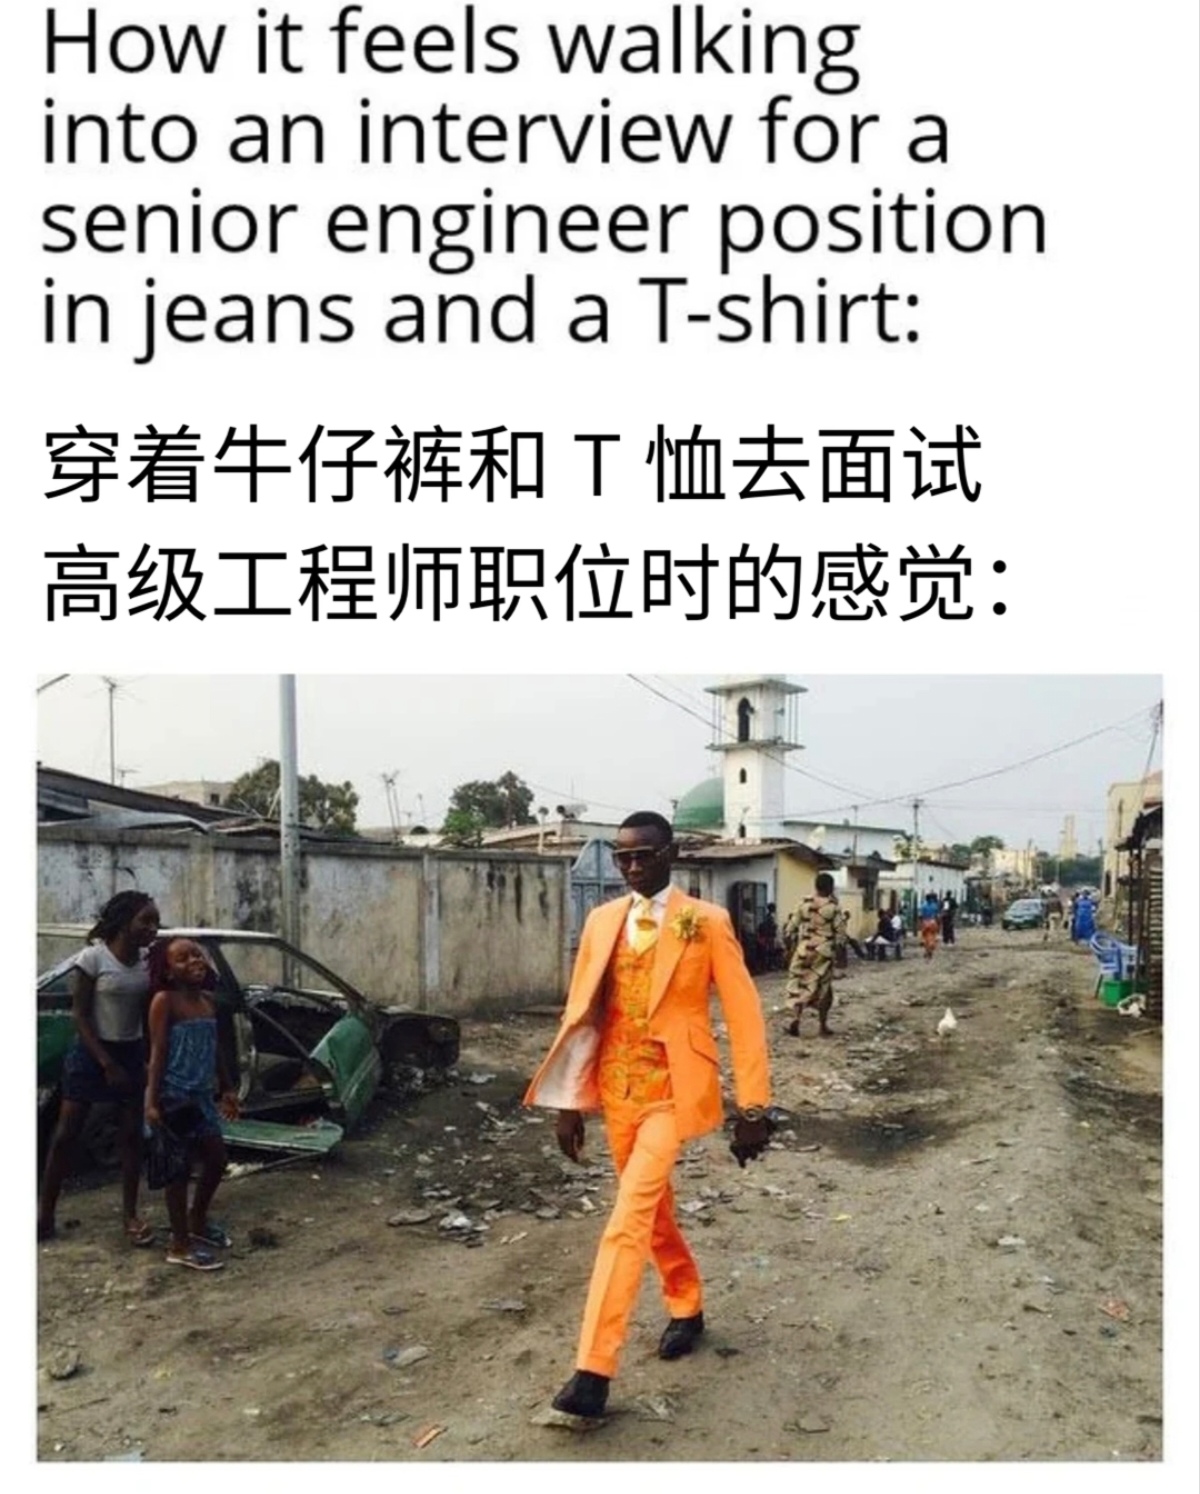 How it feels walking
into an interview for a
senior engineer position
in jeans and a T-shirt:
穿着牛仔裤和 T 恤去面试
高级工程师职位时的感觉：